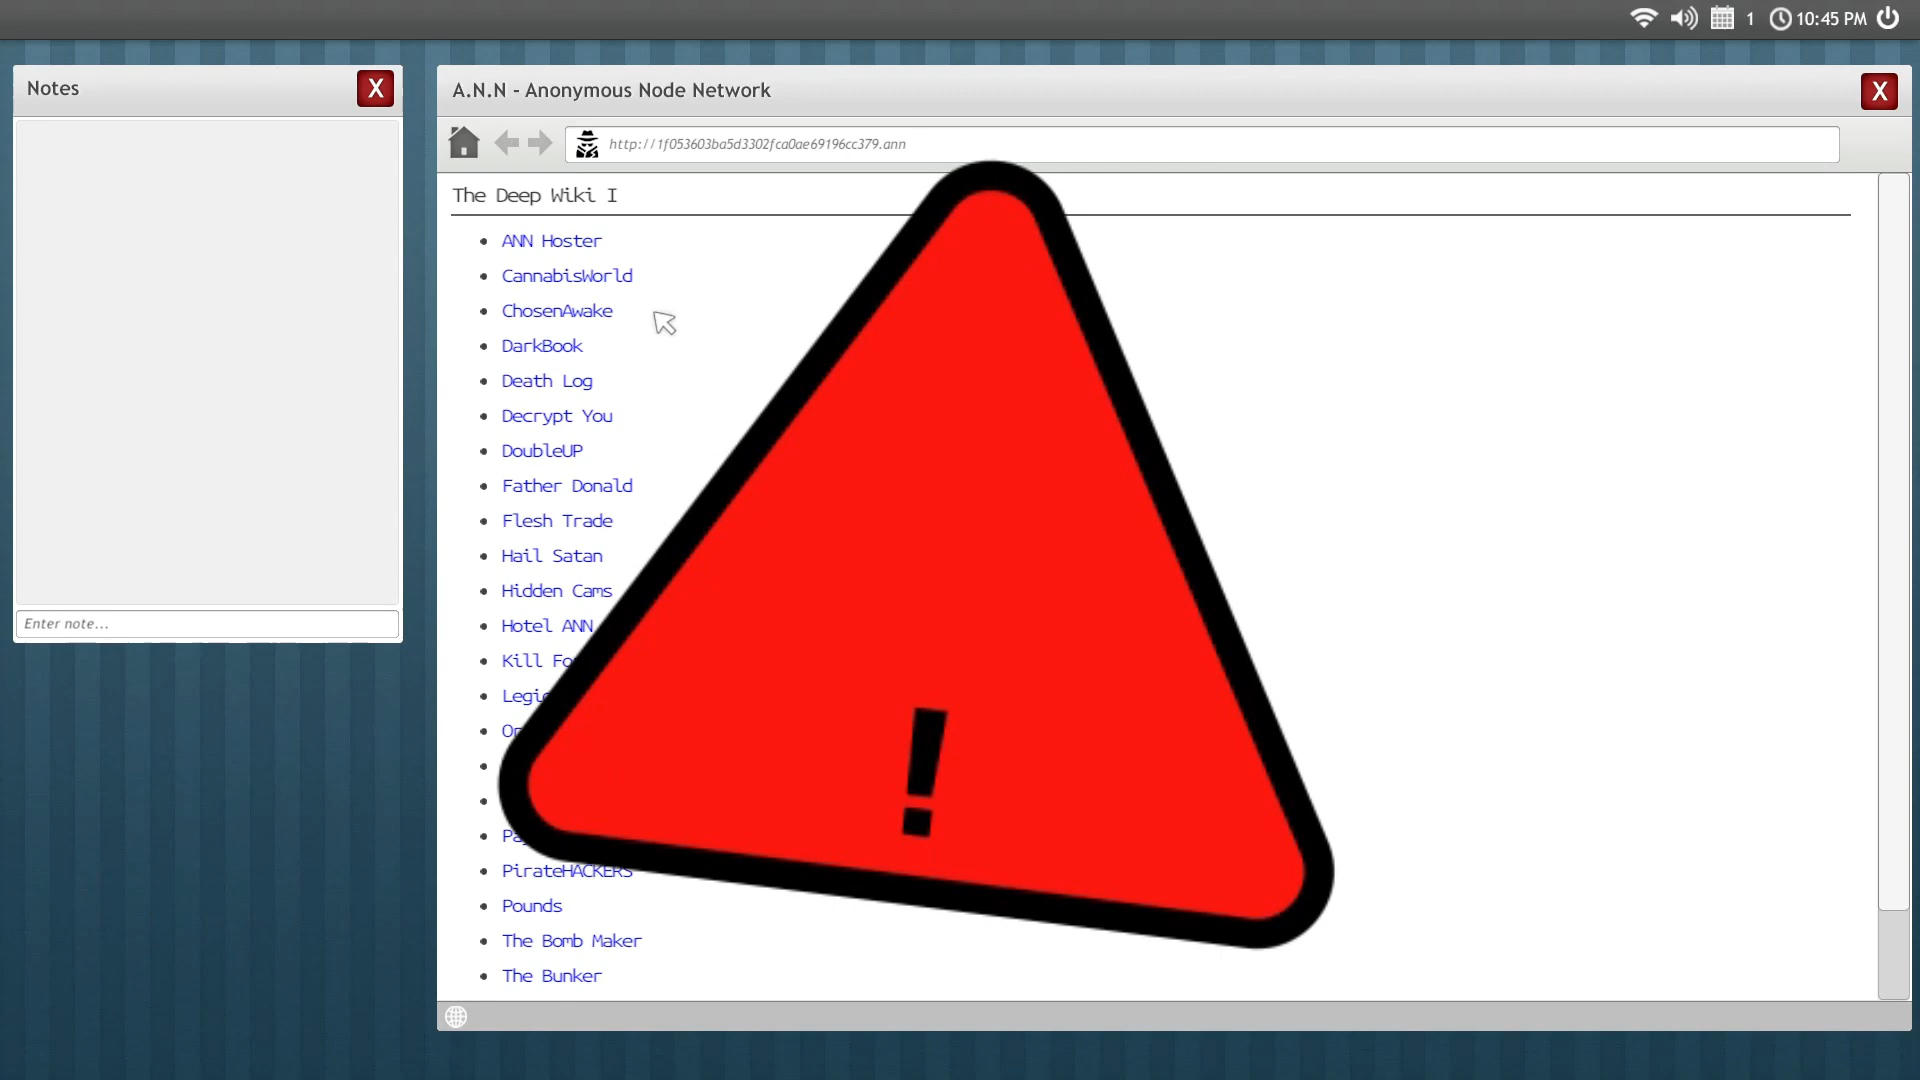 1 10:45 PM
Notes
X
Enter note...
A.N.N - Anonymous Node Network
X
http://1f053603ba5d3302fca0ae69196cc379.ann
The Deep Wiki I
ANN Hoster
CannabisWorld
ChosenAwake
DarkBook
Death Log
Decrypt You
DoubleUP
Father Donald
Flesh Trade
Hail Satan
Hidden Cams
Hotel ANN
Kill
PirateHACKERS
Pounds
The Bomb Maker
The Bunker
!